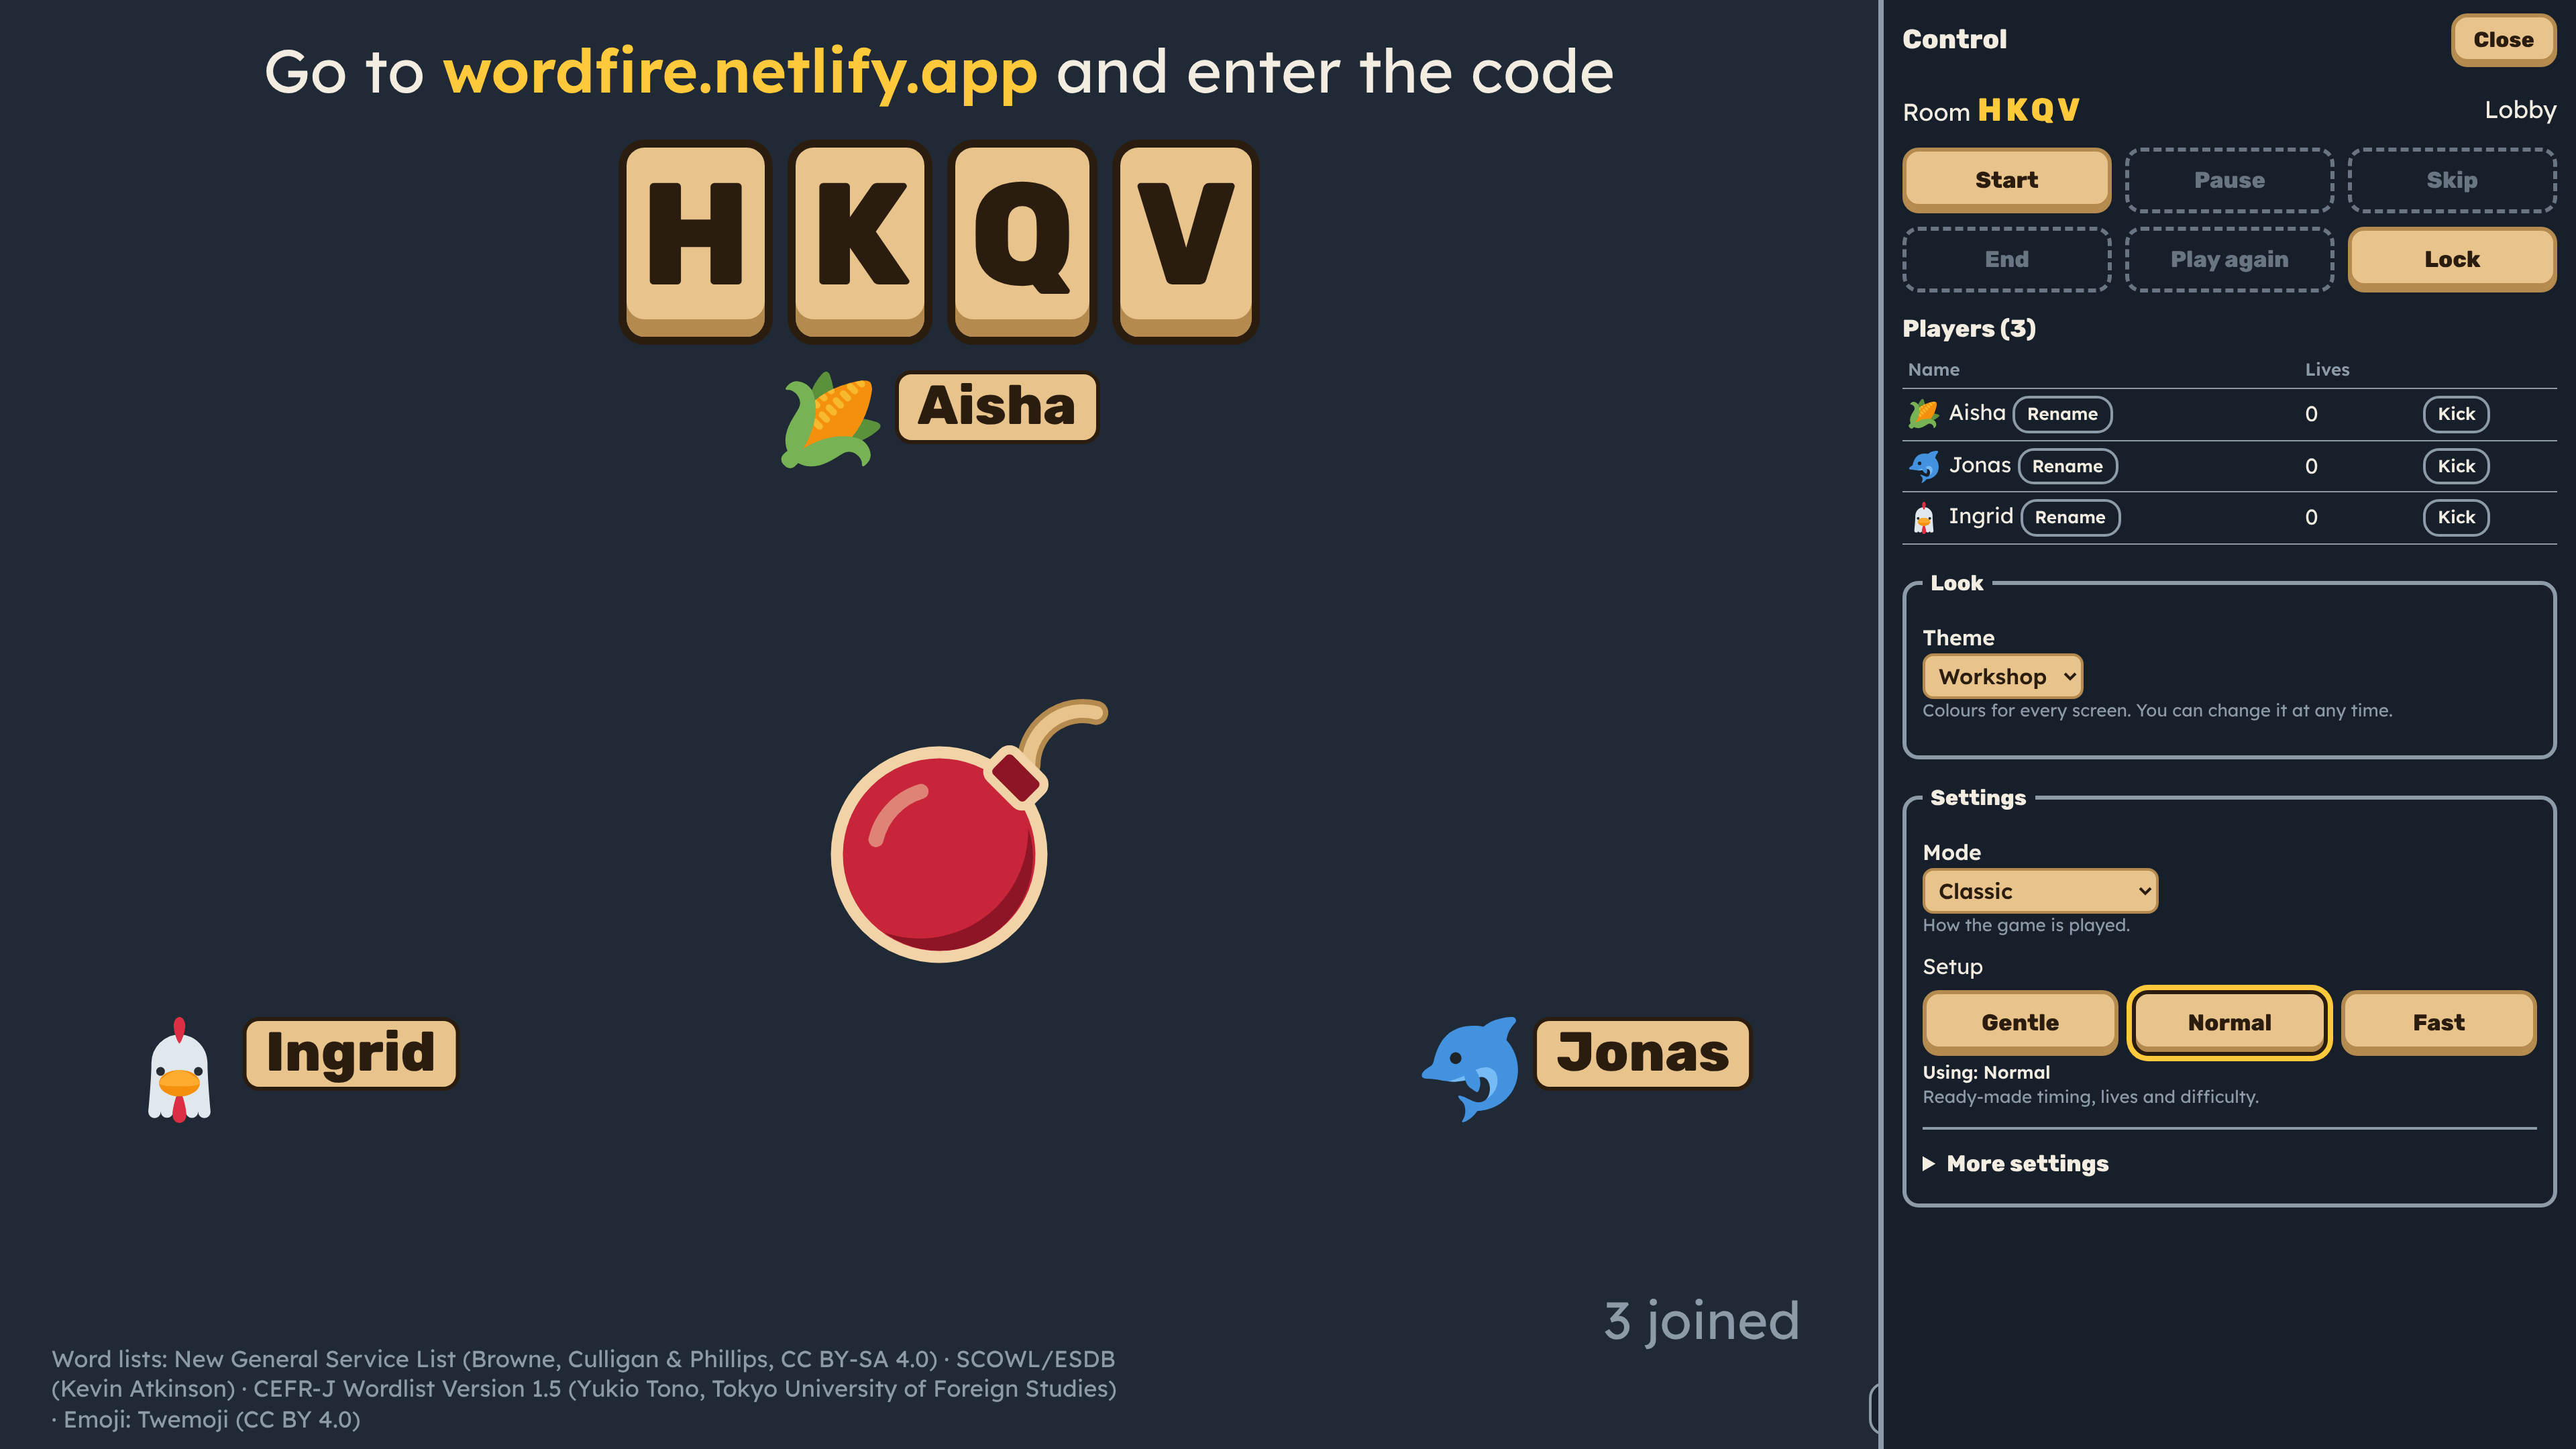 Go to wordfire.netlify.app and enter the code
HKQV
Aisha
Ingrid
Jonas
3 joined
Word lists: New General Service List (Browne, Culligan & Phillips, CC BY-SA 4.0) · SCOWL/ESDB
(Kevin Atkinson) · CEFR-J Wordlist Version 1.5 (Yukio Tono, Tokyo University of Foreign Studies)
· Emoji: Twemoji (CC BY 4.0)
Control
Close
Room HKQV
Lobby
Start
Pause
Skip
End
Play again
Lock
Players (3)
Name Lives
Aisha Rename 0 Kick
Jonas Rename 0 Kick
Ingrid Rename 0 Kick
Look
Theme
Workshop
Colours for every screen. You can change it at any time.
Settings
Mode
Classic
How the game is played.
Setup
Gentle
Normal
Fast
Using: Normal
Ready-made timing, lives and difficulty.
More settings